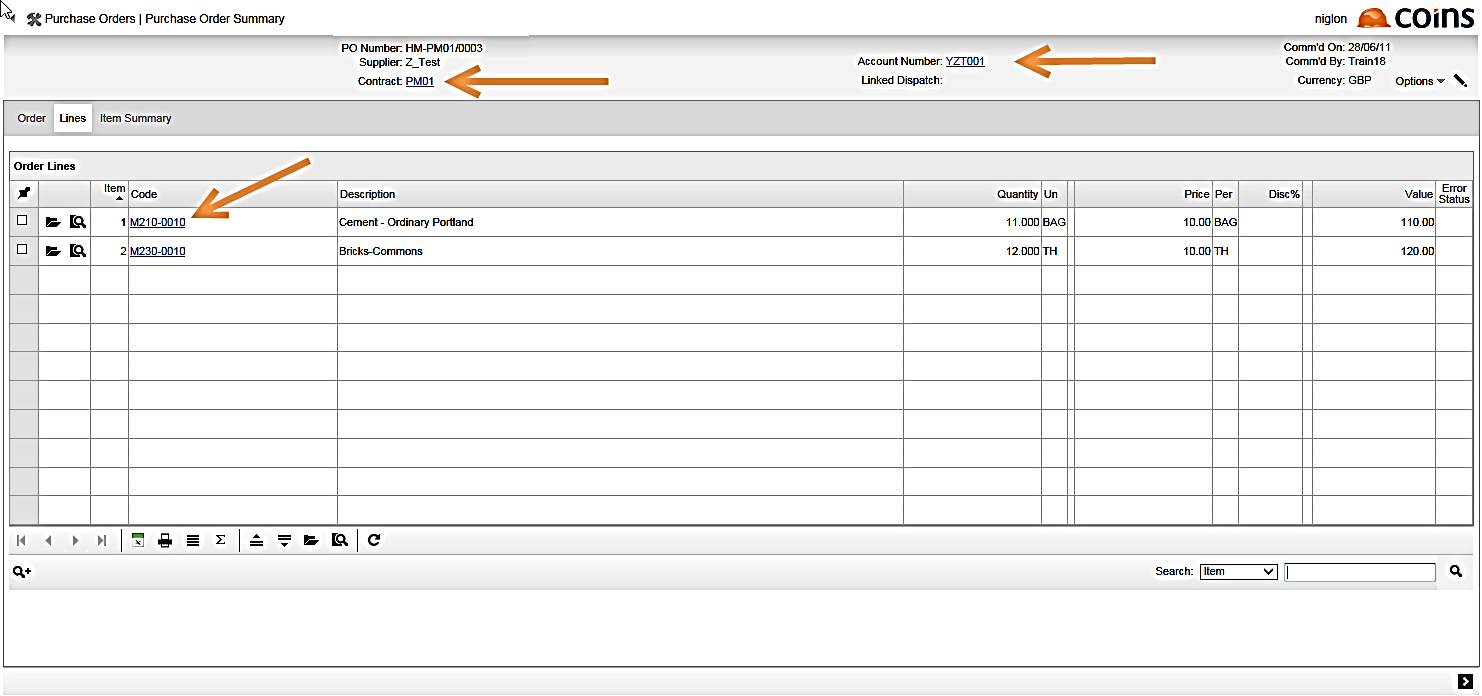 Purchase Orders | Purchase Order Summary
niglon
coins
PO Number: HM-PM01/0003
Supplier: Z_Test
Contract: PM01
Account Number: YZT001
Linked Dispatch:
Comm'd On: 28/06/11
Comm'd By: Train18
Currency: GBP
Options
Order Lines Item Summary
Order Lines
Item Code Description Quantity Un Price Per Disc% Value Error Status
1 M210-0010 Cement - Ordinary Portland 11.000 BAG 10.00 BAG 110.00
2 M230-0010 Bricks-Commons 12.000 TH 10.00 TH 120.00
Search: Item